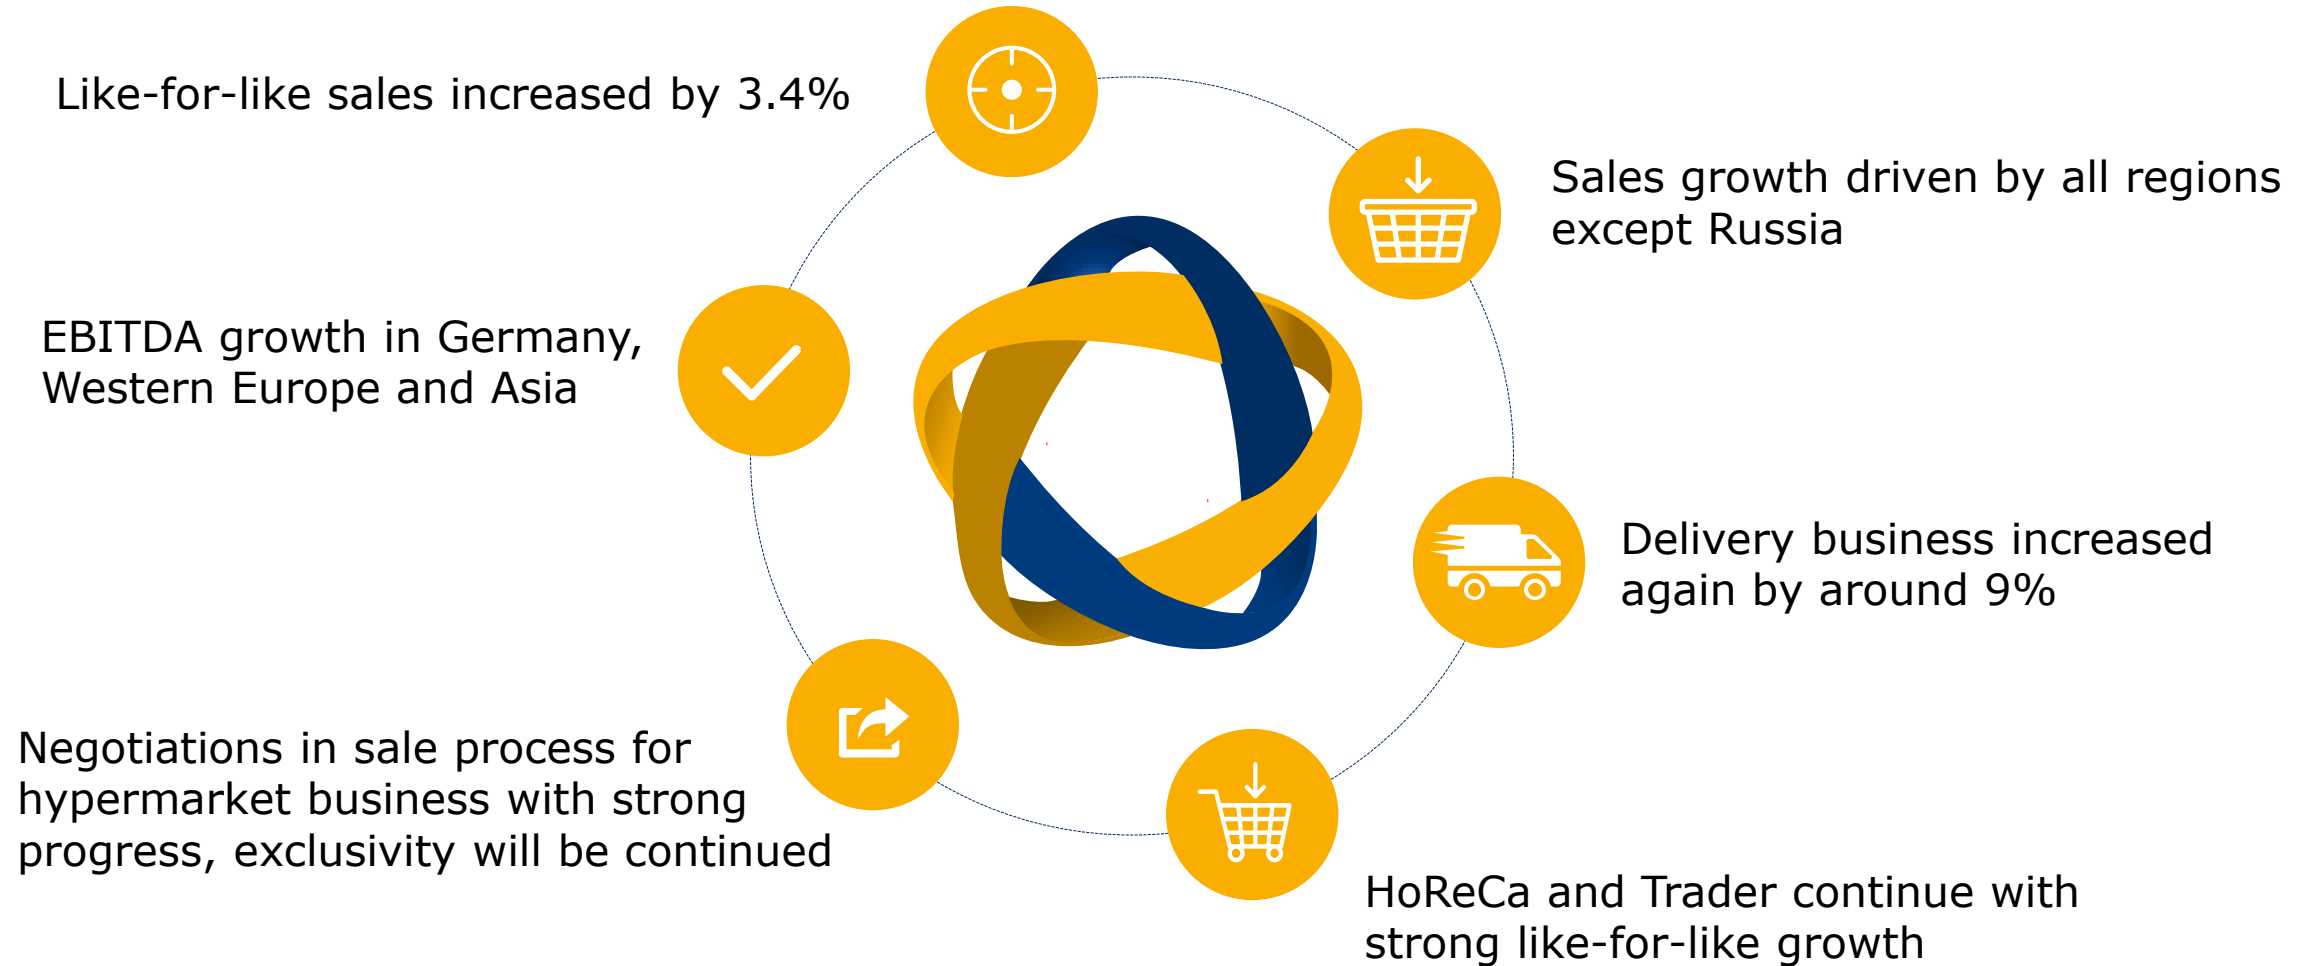 Like-for-like sales increased by 3.4%
Sales growth driven by all regions
except Russia
EBITDA growth in Germany,
Western Europe and Asia
Delivery business increased
again by around 9%
Negotiations in sale process for
hypermarket business with strong
progress, exclusivity will be continued
HoReCa and Trader continue with
strong like-for-like growth